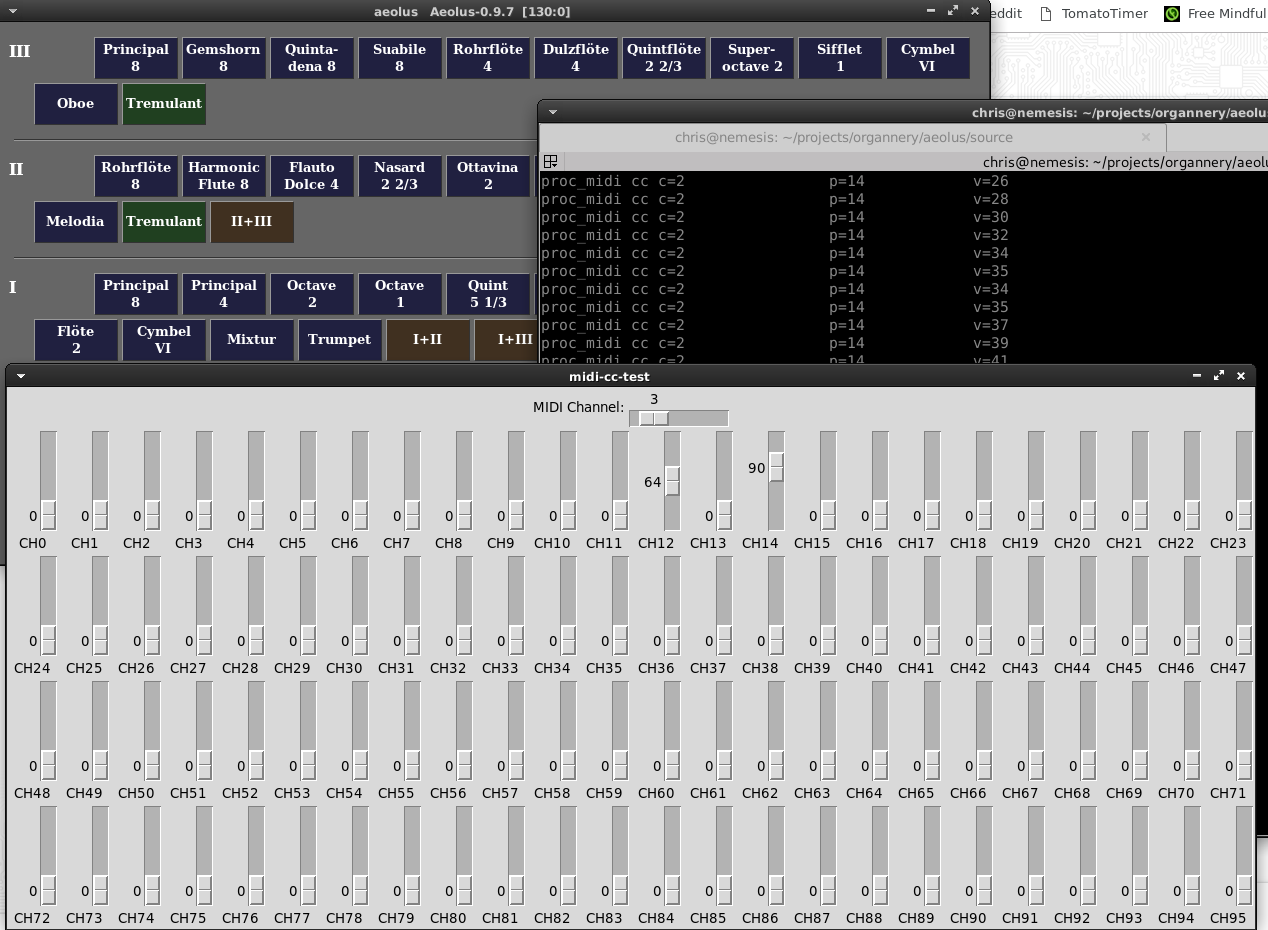 aeolus Aeolus-0.9.7 [130:0]
eddit TomatoTimer Free Mindful
III
Principal 8
Gemshorn 8
Quinta-dena 8
Suabile 8
Rohrflöte 4
Dulzflöte 4
Quintflöte 2 2/3
Super-octave 2
Sifflet 1
Cymbel VI
Oboe
Tremulant
II
Rohrflöte 8
Harmonic Flute 8
Flauto Dolce 4
Nasard 2 2/3
Ottavina 2
Melodia
Tremulant
II+III
I
Principal 8
Principal 4
Octave 2
Octave 1
Quint 5 1/3
Flöte 2
Cymbel VI
Mixtur
Trumpet
I+II
I+III
chris@nemesis: ~/projects/organnery/aeolus
chris@nemesis: ~/projects/organnery/aeolus/source
chris@nemesis: ~/projects/organnery/aeolu
proc_midi cc c=2 p=14 v=26
proc_midi cc c=2 p=14 v=28
proc_midi cc c=2 p=14 v=30
proc_midi cc c=2 p=14 v=32
proc_midi cc c=2 p=14 v=34
proc_midi cc c=2 p=14 v=35
proc_midi cc c=2 p=14 v=34
proc_midi cc c=2 p=14 v=35
proc_midi cc c=2 p=14 v=37
proc_midi cc c=2 p=14 v=39
proc_midi cc c=2 p=14 v=41
midi-cc-test
MIDI Channel: 3
0 0 0 0 0 0 0 0 0 0 0 0 64 0 90 0 0 0 0 0 0 0 0 0
CH0 CH1 CH2 CH3 CH4 CH5 CH6 CH7 CH8 CH9 CH10 CH11 CH12 CH13 CH14 CH15 CH16 CH17 CH18 CH19 CH20 CH21 CH22 CH23
0 0 0 0 0 0 0 0 0 0 0 0 0 0 0 0 0 0 0 0 0 0 0 0
CH24 CH25 CH26 CH27 CH28 CH29 CH30 CH31 CH32 CH33 CH34 CH35 CH36 CH37 CH38 CH39 CH40 CH41 CH42 CH43 CH44 CH45 CH46 CH47
0 0 0 0 0 0 0 0 0 0 0 0 0 0 0 0 0 0 0 0 0 0 0 0
CH48 CH49 CH50 CH51 CH52 CH53 CH54 CH55 CH56 CH57 CH58 CH59 CH60 CH61 CH62 CH63 CH64 CH65 CH66 CH67 CH68 CH69 CH70 CH71
0 0 0 0 0 0 0 0 0 0 0 0 0 0 0 0 0 0 0 0 0 0 0 0
CH72 CH73 CH74 CH75 CH76 CH77 CH78 CH79 CH80 CH81 CH82 CH83 CH84 CH85 CH86 CH87 CH88 CH89 CH90 CH91 CH92 CH93 CH94 CH95